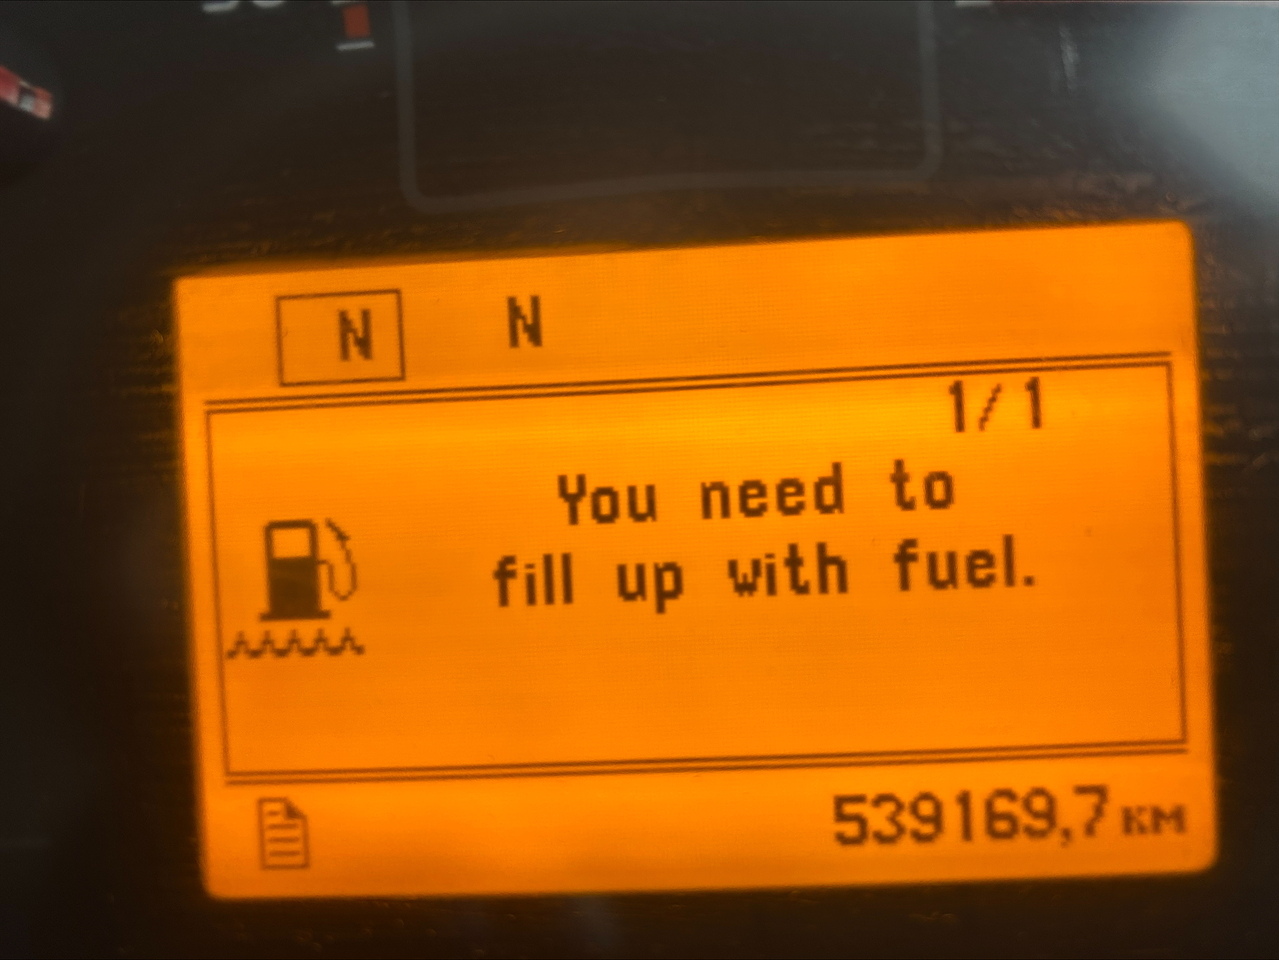 N N
1/1
You need to
fill up with fuel.
539169,7 км